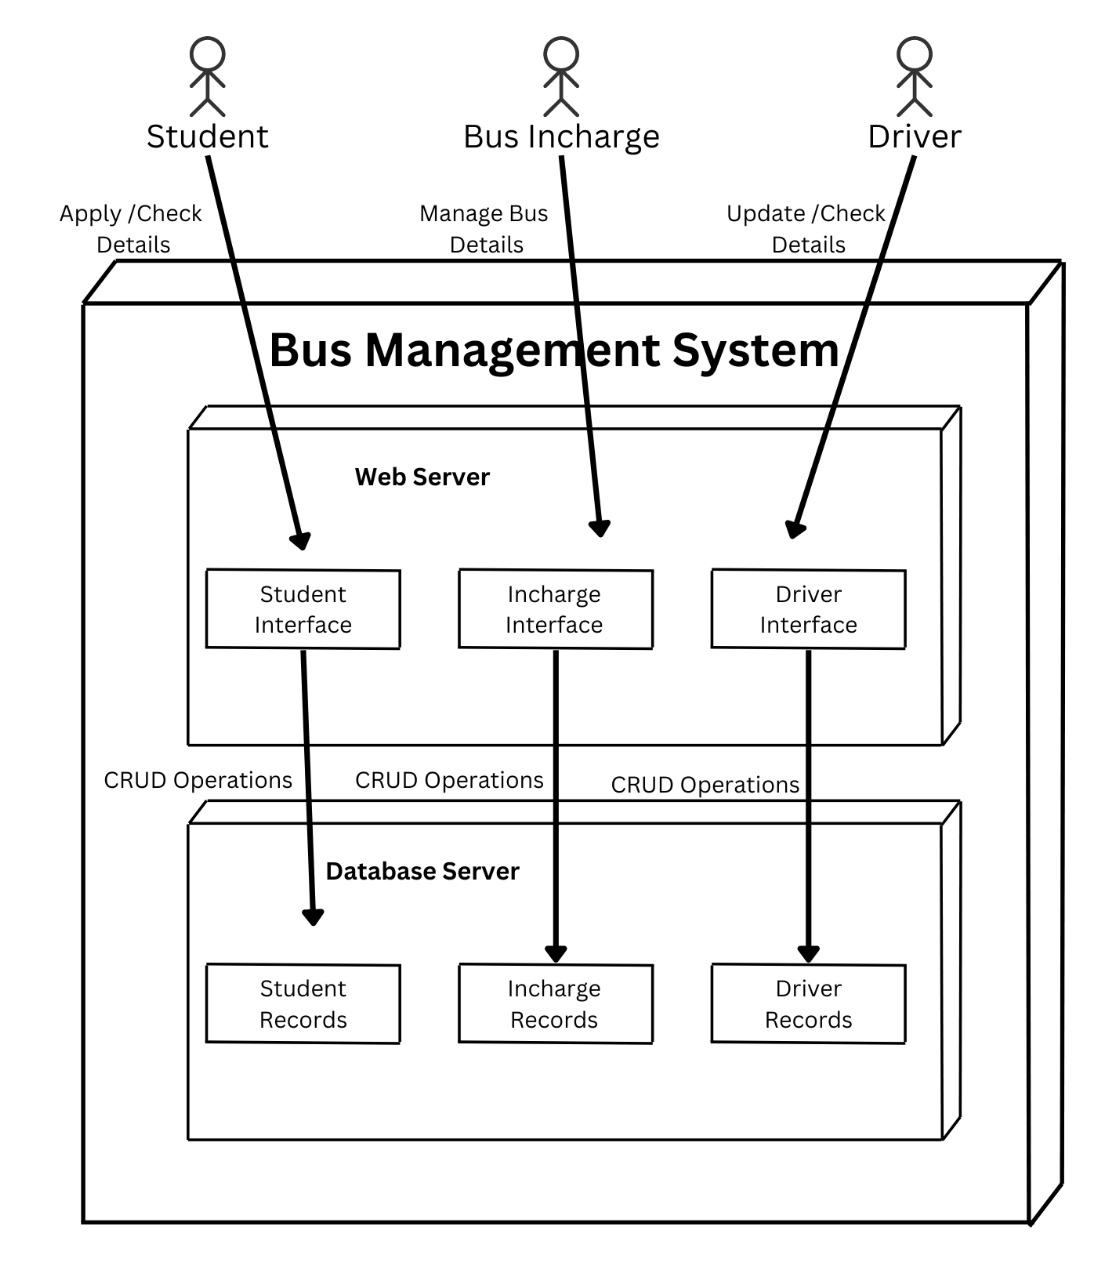 Student
Bus Incharge
Driver
Apply /Check
Details
Manage Bus
Details
Update /Check
Details
Bus Management System
Web Server
Student
Interface
Incharge
Interface
Driver
Interface
CRUD Operations
CRUD Operations
CRUD Operations
Database Server
Student
Records
Incharge
Records
Driver
Records